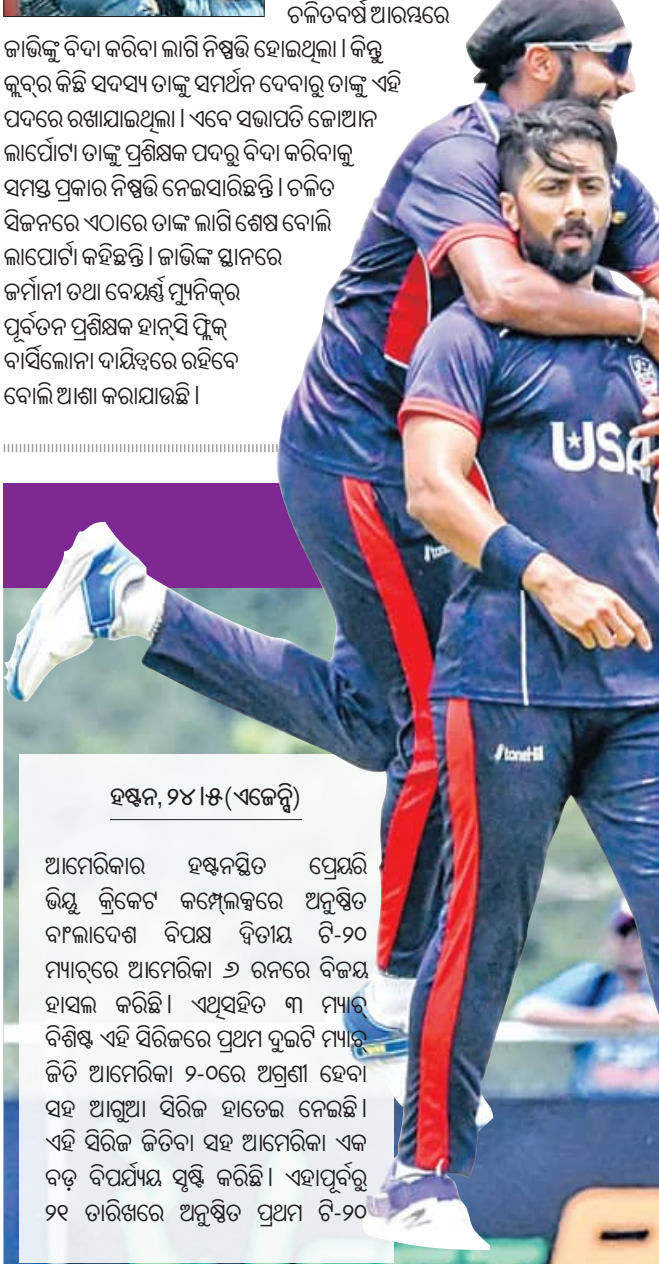 ଚଳିତବର୍ଷ ଆରମ୍ଭରେ
ଜାଭିଙ୍କୁ ବିଦା କରିବା ଲାଗି ନିଷ୍ପତ୍ତି ହୋଇଥିଲା । କିନ୍ତୁ
କ୍ଲବ୍‌ର କିଛି ସଦସ୍ୟ ତାଙ୍କୁ ସମର୍ଥନ ଦେବାରୁ ତାଙ୍କୁ ଏହି
ପଦରେ ରଖାଯାଇଥିଲା । ଏବେ ସଭାପତି ଜୋଆନ
ଲାର୍ପୋଟା ତାଙ୍କୁ ପ୍ରଶିକ୍ଷକ ପଦରୁ ବିଦା କରିବାକୁ
ସମସ୍ତ ପ୍ରକାର ନିଷ୍ପତ୍ତି ନେଇସାରିଛନ୍ତି । ଚଳିତ
ସିଜନରେ ଏଠାରେ ତାଙ୍କ ଲାଗି ଶେଷ ବୋଲି
ଲାପୋର୍ଟା କହିଛନ୍ତି । ଜାଭିଙ୍କ ସ୍ଥାନରେ
ଜର୍ମାନୀ ତଥା ବେୟର୍ଣ୍ଣ ମ୍ୟୁନିକ୍‌ର
ପୂର୍ବତନ ପ୍ରଶିକ୍ଷକ ହାନ୍‌ସି ଫ୍ଲିକ୍
ବାର୍ସିଲୋନା ଦାୟିତ୍ୱରେ ରହିବେ
ବୋଲି ଆଶା କରାଯାଉଛି ।
USA
toneHill
ହଷ୍ଟନ, ୨୪।୫(ଏଜେନ୍ସି)
ଆମେରିକାର ହଷ୍ଟନସ୍ଥିତ ପ୍ରେୟରି
ଭିୟୁ କ୍ରିକେଟ କମ୍ପ୍ଲେକ୍ସରେ ଅନୁଷ୍ଠିତ
ବାଂଲାଦେଶ ବିପକ୍ଷ ଦ୍ୱିତୀୟ ଟି-୨୦
ମ୍ୟାଚ୍‌ରେ ଆମେରିକା ୬ ରନରେ ବିଜୟ
ହାସଲ କରିଛି। ଏଥିସହିତ ୩ ମ୍ୟାଚ୍
ବିଶିଷ୍ଟ ଏହି ସିରିଜରେ ପ୍ରଥମ ଦୁଇଟି ମ୍ୟାଚ୍
ଜିତି ଆମେରିକା ୨-୦ରେ ଅଗ୍ରଣୀ ହେବା
ସହ ଆଗୁଆ ସିରିଜ ହାତେଇ ନେଇଛି।
ଏହି ସିରିଜ ଜିତିବା ସହ ଆମେରିକା ଏକ
ବଡ଼ ବିପର୍ଯ୍ୟୟ ସୃଷ୍ଟି କରିଛି। ଏହାପୂର୍ବରୁ
୨୧ ତାରିଖରେ ଅନୁଷ୍ଠିତ ପ୍ରଥମ ଟି-୨୦